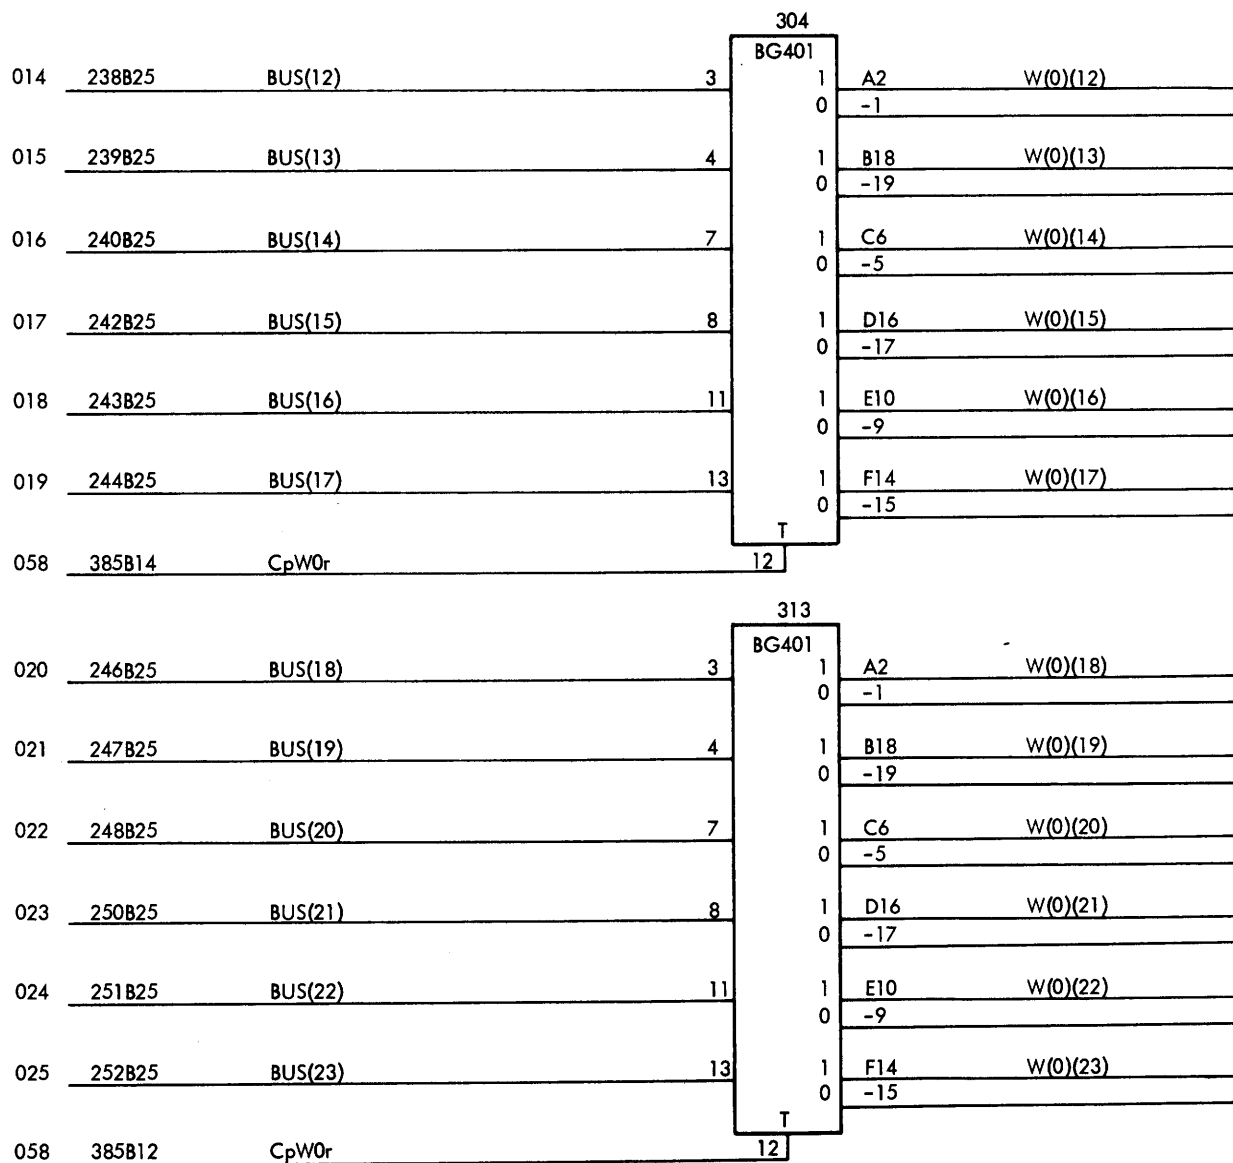 304
BG401
014 238B25 BUS(12) 3 1 A2 W(0)(12)
0 -1
015 239B25 BUS(13) 4 1 B18 W(0)(13)
0 -19
016 240B25 BUS(14) 7 1 C6 W(0)(14)
0 -5
017 242B25 BUS(15) 8 1 D16 W(0)(15)
0 -17
018 243B25 BUS(16) 11 1 E10 W(0)(16)
0 -9
019 244B25 BUS(17) 13 1 F14 W(0)(17)
0 -15
T
058 385B14 CpW0r 12
313
BG401
020 246B25 BUS(18) 3 1 A2 W(0)(18)
0 -1
021 247B25 BUS(19) 4 1 B18 W(0)(19)
0 -19
022 248B25 BUS(20) 7 1 C6 W(0)(20)
0 -5
023 250B25 BUS(21) 8 1 D16 W(0)(21)
0 -17
024 251B25 BUS(22) 11 1 E10 W(0)(22)
0 -9
025 252B25 BUS(23) 13 1 F14 W(0)(23)
0 -15
T
058 385B12 CpW0r 12